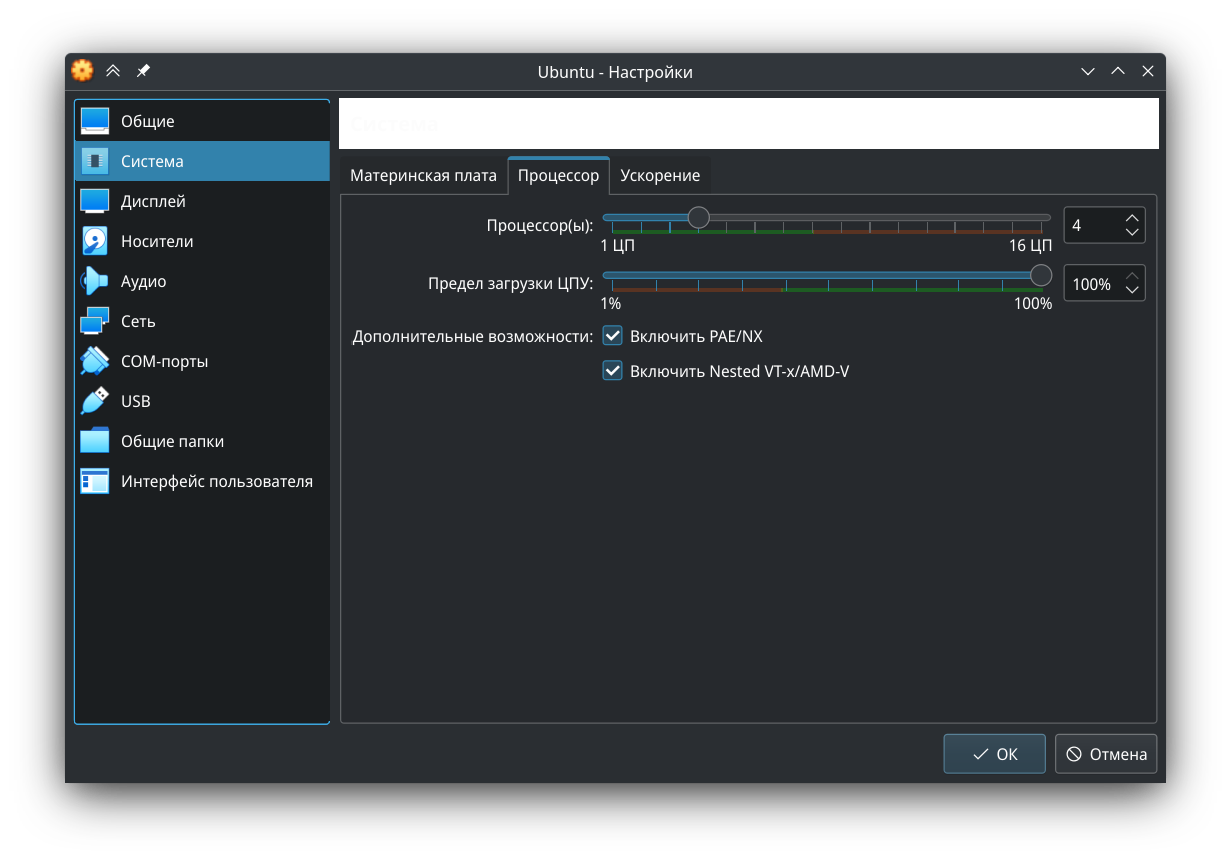 Ubuntu - Настройки
Общие
Система
Дисплей
Носители
Аудио
Сеть
COM-порты
USB
Общие папки
Интерфейс пользователя
Система
Материнская плата Процессор Ускорение
Процессор(ы): 4
1 ЦП 16 ЦП
Предел загрузки ЦПУ: 100%
1% 100%
Дополнительные возможности: Включить PAE/NX
Включить Nested VT-x/AMD-V
OK Отмена